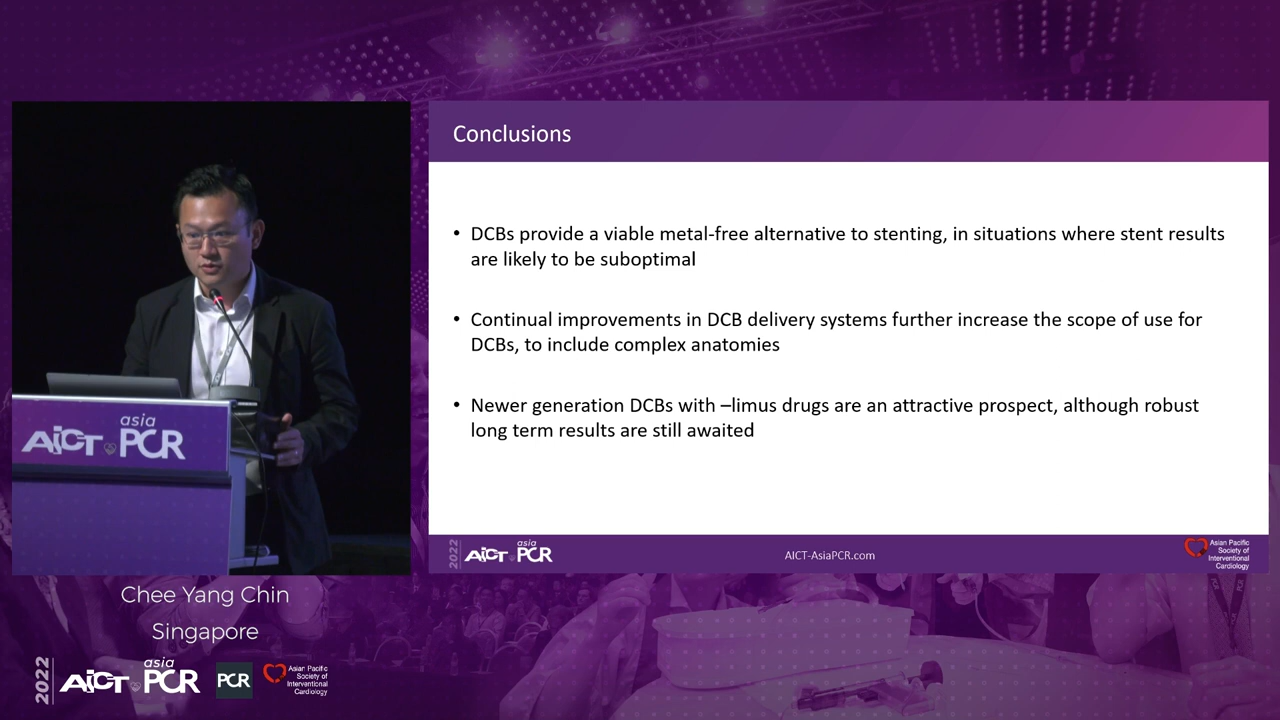 Conclusions
• DCBs provide a viable metal-free alternative to stenting, in situations where stent results
are likely to be suboptimal
• Continual improvements in DCB delivery systems further increase the scope of use for
DCBs, to include complex anatomies
• Newer generation DCBs with –limus drugs are an attractive prospect, although robust
long term results are still awaited
2022
AICT
asia
PCR
AICT-AsiaPCR.com
Asian Pacific
Society of
Interventional
Cardiology
asia
AICT PCR
Chee Yang Chin
Singapore
2022
AICT
asia
PCR
PCR
Asian Pacific
Society of
Interventional
Cardiology